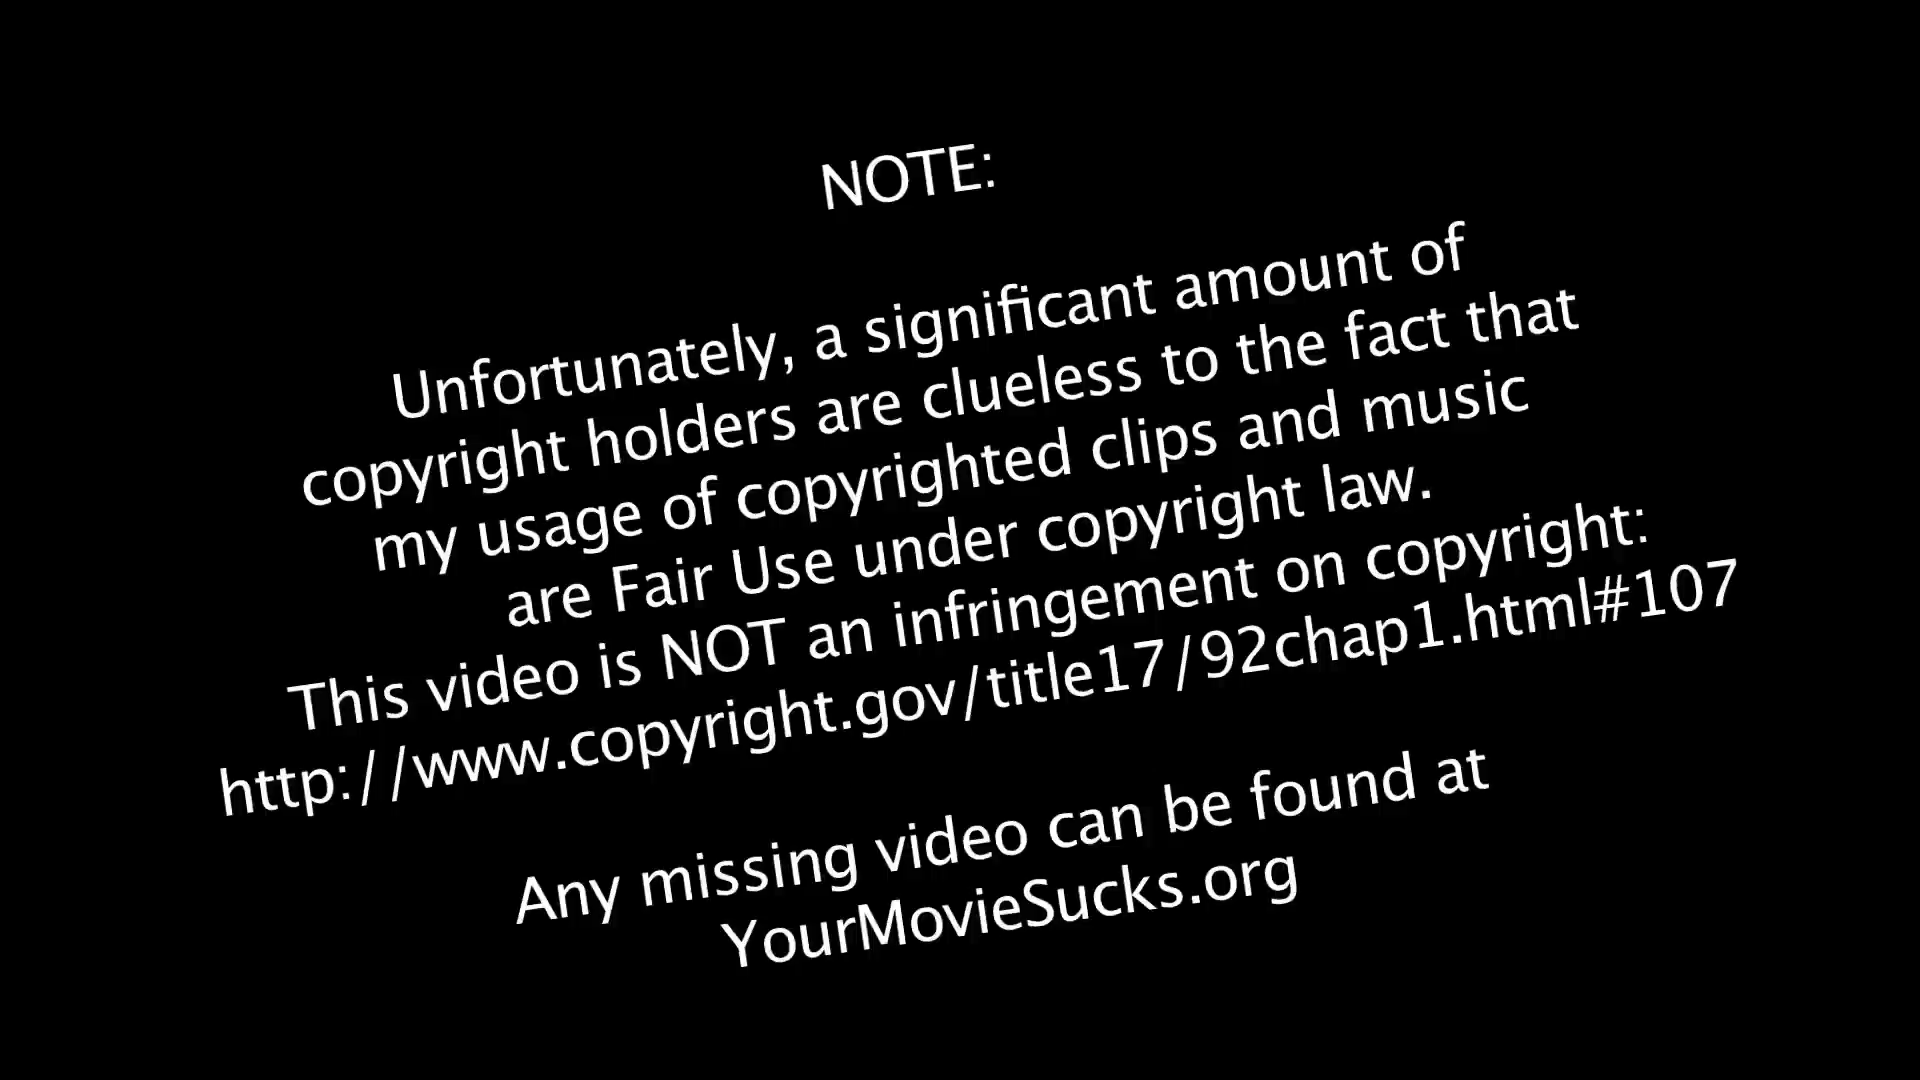 NOTE:
Unfortunately, a significant amount of
copyright holders are clueless to the fact that
my usage of copyrighted clips and music
are Fair Use under copyright law.
This video is NOT an infringement on copyright:
http://www.copyright.gov/title17/92chap1.html#107
Any missing video can be found at
YourMovieSucks.org